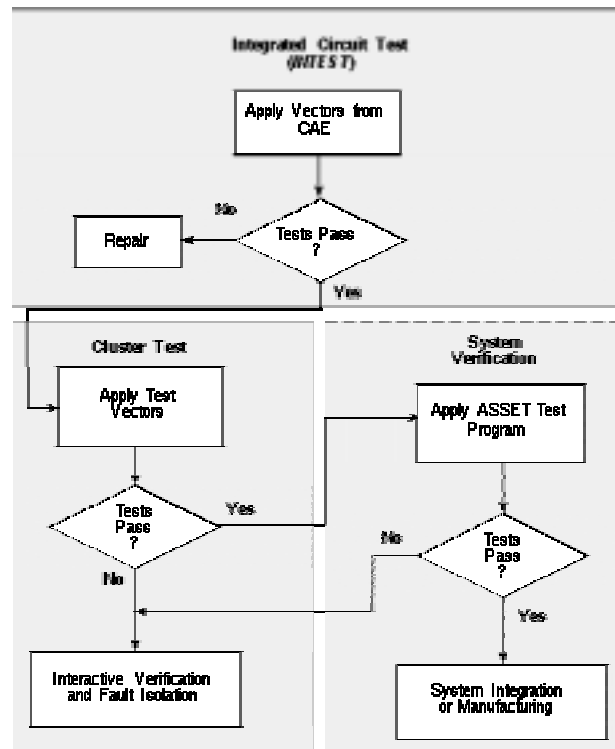 Integrated Circuit Test
(INTEST)
Apply Vectors from
CAE
No
Repair
Tests Pass
?
Yes
Cluster Test
Apply Test
Vectors
Tests
Pass
?
Yes
No
Interactive Verification
and Fault Isolation
System
Verification
Apply ASSET Test
Program
No
Tests
Pass
?
Yes
System Integration
or Manufacturing